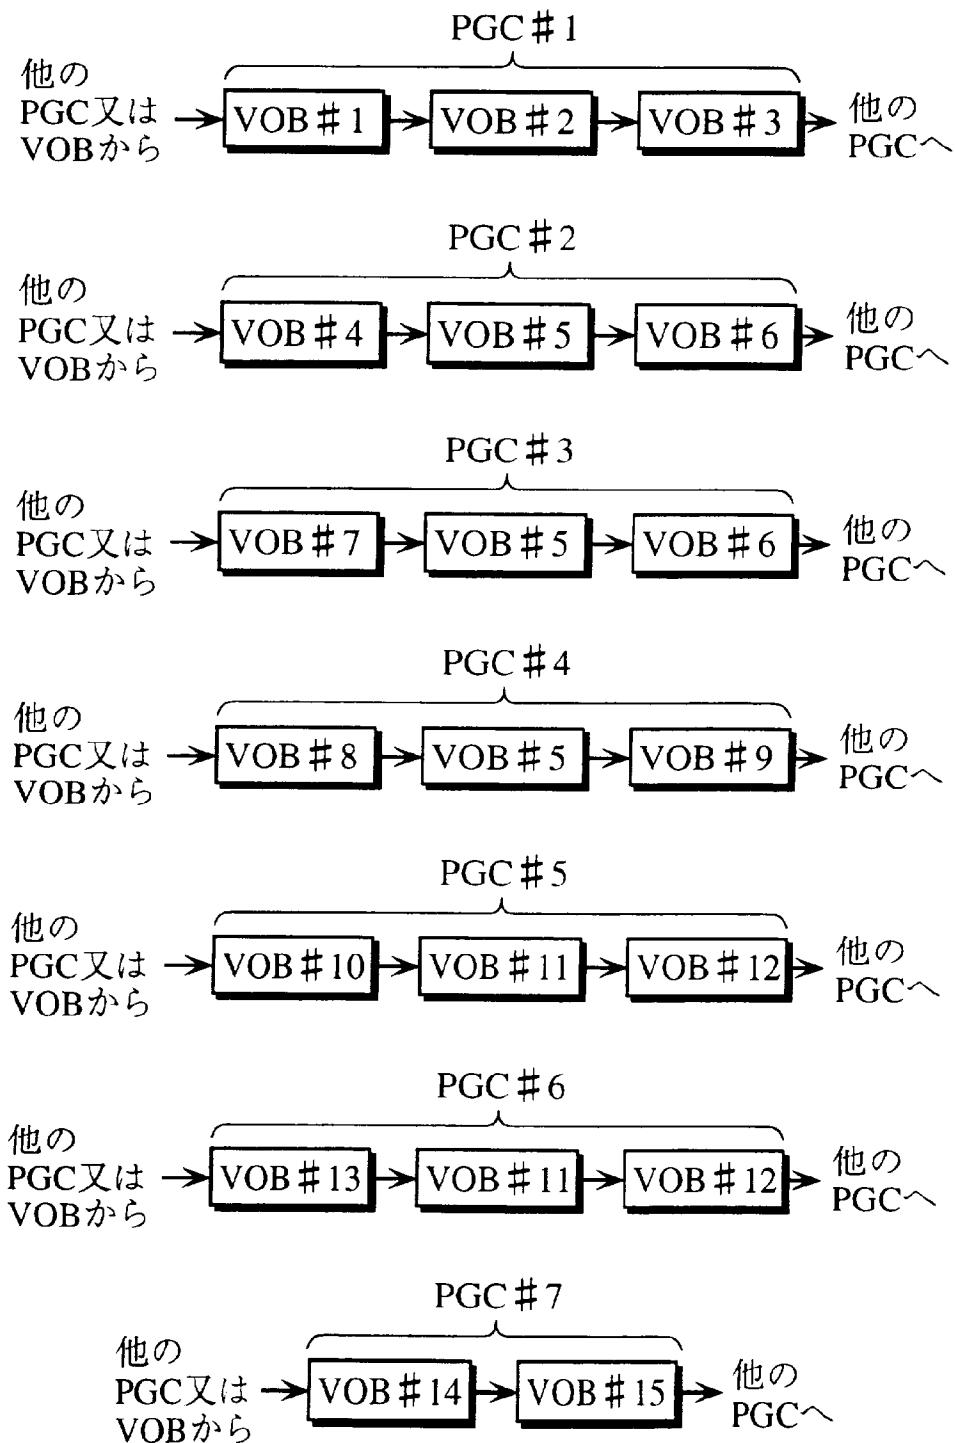 PGC#1
他の
PGC又は
VOBから
VOB#1
VOB#2
VOB#3
他の
PGCへ
PGC#2
他の
PGC又は
VOBから
VOB#4
VOB#5
VOB#6
他の
PGCへ
PGC#3
他の
PGC又は
VOBから
VOB#7
VOB#5
VOB#6
他の
PGCへ
PGC#4
他の
PGC又は
VOBから
VOB#8
VOB#5
VOB#9
他の
PGCへ
PGC#5
他の
PGC又は
VOBから
VOB#10
VOB#11
VOB#12
他の
PGCへ
PGC#6
他の
PGC又は
VOBから
VOB#13
VOB#11
VOB#12
他の
PGCへ
PGC#7
他の
PGC又は
VOBから
VOB#14
VOB#15
他の
PGCへ